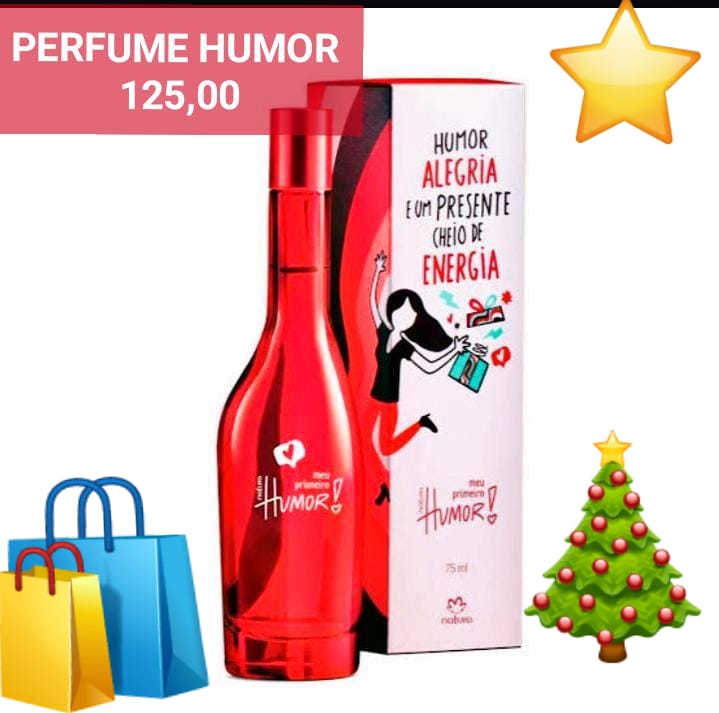 PERFUME HUMOR
125,00
HUMOR
ALEGRIA
E UM PRESENTE
CHEIO DE
ENERGIA
natura
meu
primeiro
HUMOR!
natura
meu
primeiro
HUMOR!
75 ml
natura